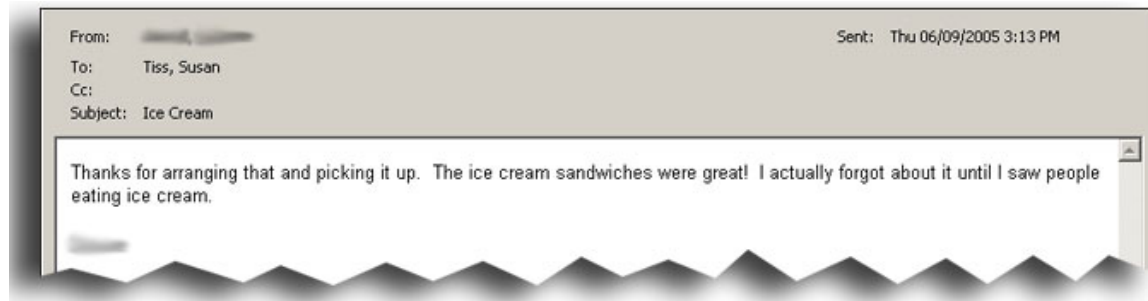 From: Sent: Thu 06/09/2005 3:13 PM
To: Tiss, Susan
Cc:
Subject: Ice Cream
Thanks for arranging that and picking it up. The ice cream sandwiches were great! I actually forgot about it until I saw people
eating ice cream.